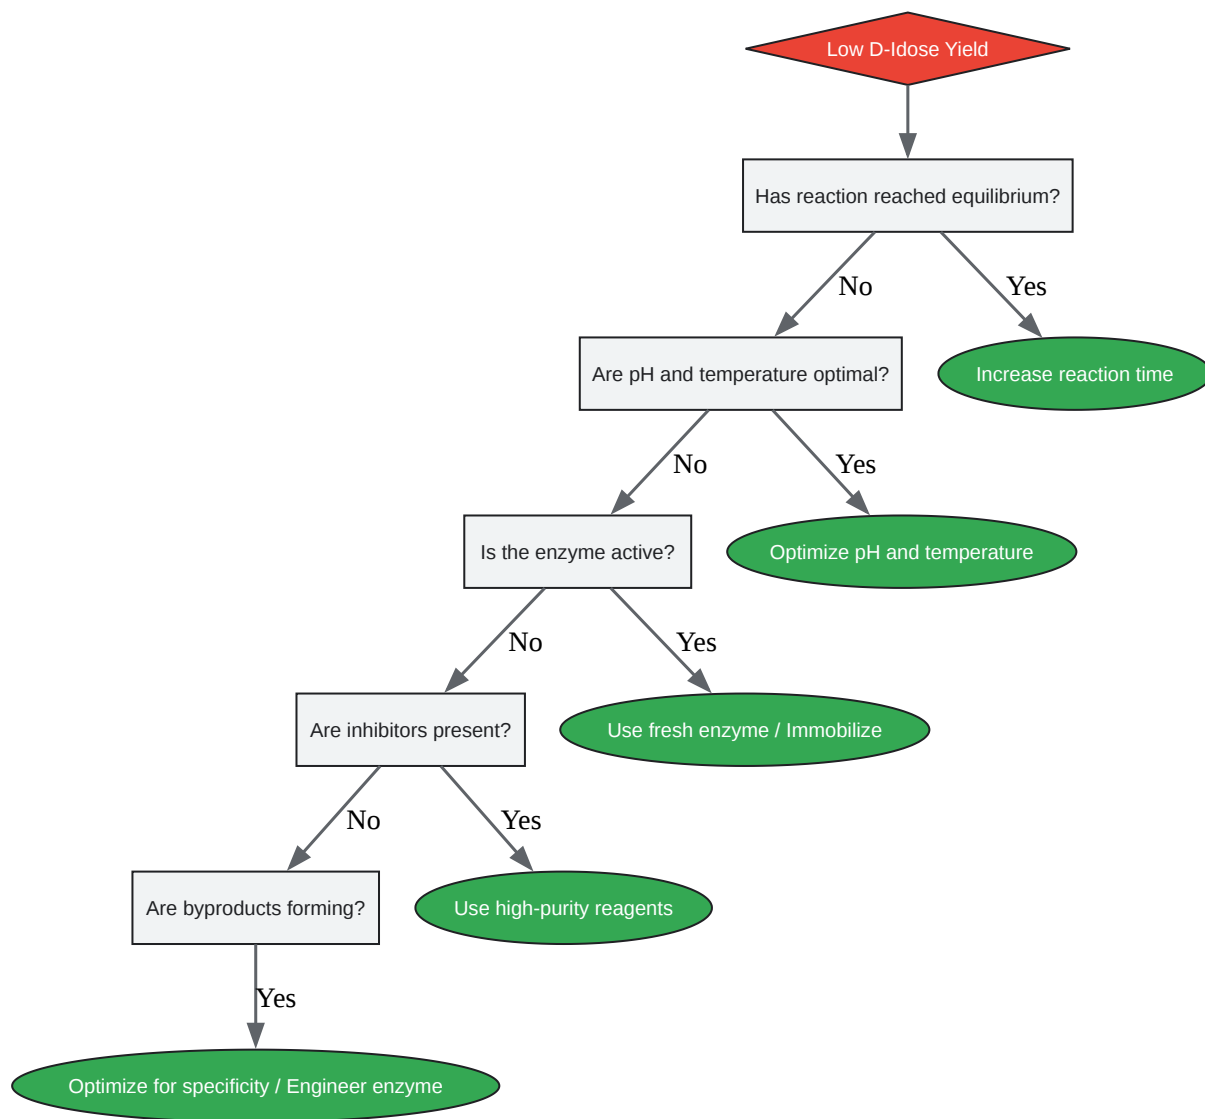 Low D-Idose Yield
Has reaction reached equilibrium?
No
Yes
Are pH and temperature optimal?
Increase reaction time
No
Yes
Is the enzyme active?
Optimize pH and temperature
No
Yes
Are inhibitors present?
Use fresh enzyme / Immobilize
No
Yes
Are byproducts forming?
Use high-purity reagents
Yes
Optimize for specificity / Engineer enzyme